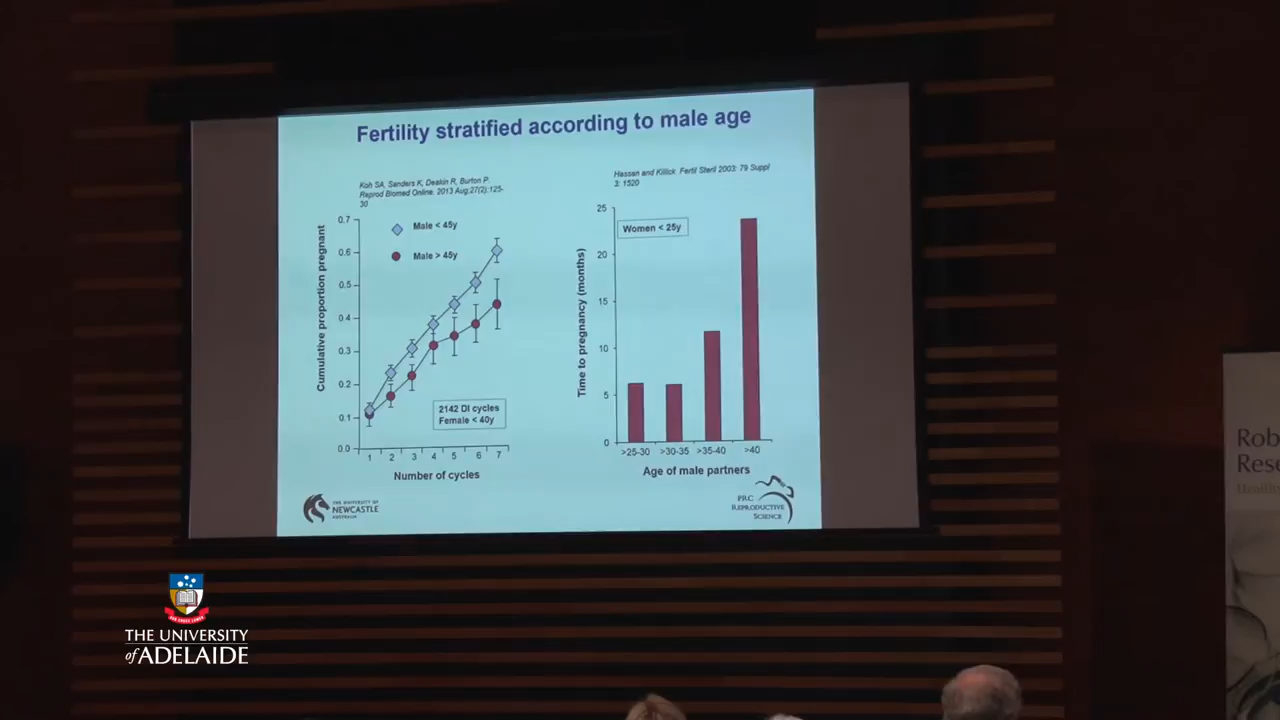 Fertility stratified according to male age
Koh SA, Sanders K, Deakin R, Burton P.
Reprod Biomed Online. 2013 Aug;27(2):125-
30
Cumulative proportion pregnant
0.7
0.6
0.5
0.4
0.3
0.2
0.1
0.0
Male < 45y
Male > 45y
2142 DI cycles
Female < 40y
1 2 3 4 5 6 7
Number of cycles
Hassan and Killick Fertil Steril 2003: 79 Suppl
3: 1520
Time to pregnancy (months)
25
20
15
10
5
0
Women < 25y
>25-30 >30-35 >35-40 >40
Age of male partners
THE UNIVERSITY OF
NEWCASTLE
AUSTRALIA
PRC
REPRODUCTIVE
SCIENCE
THE UNIVERSITY
of ADELAIDE
Rob
Rese